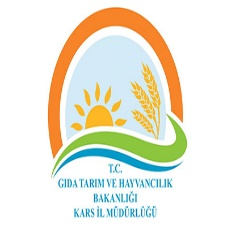 T.C.
GIDA TARIM VE HAYVANCILIK
BAKANLIĞI
KARS İL MÜDÜRLÜĞÜ